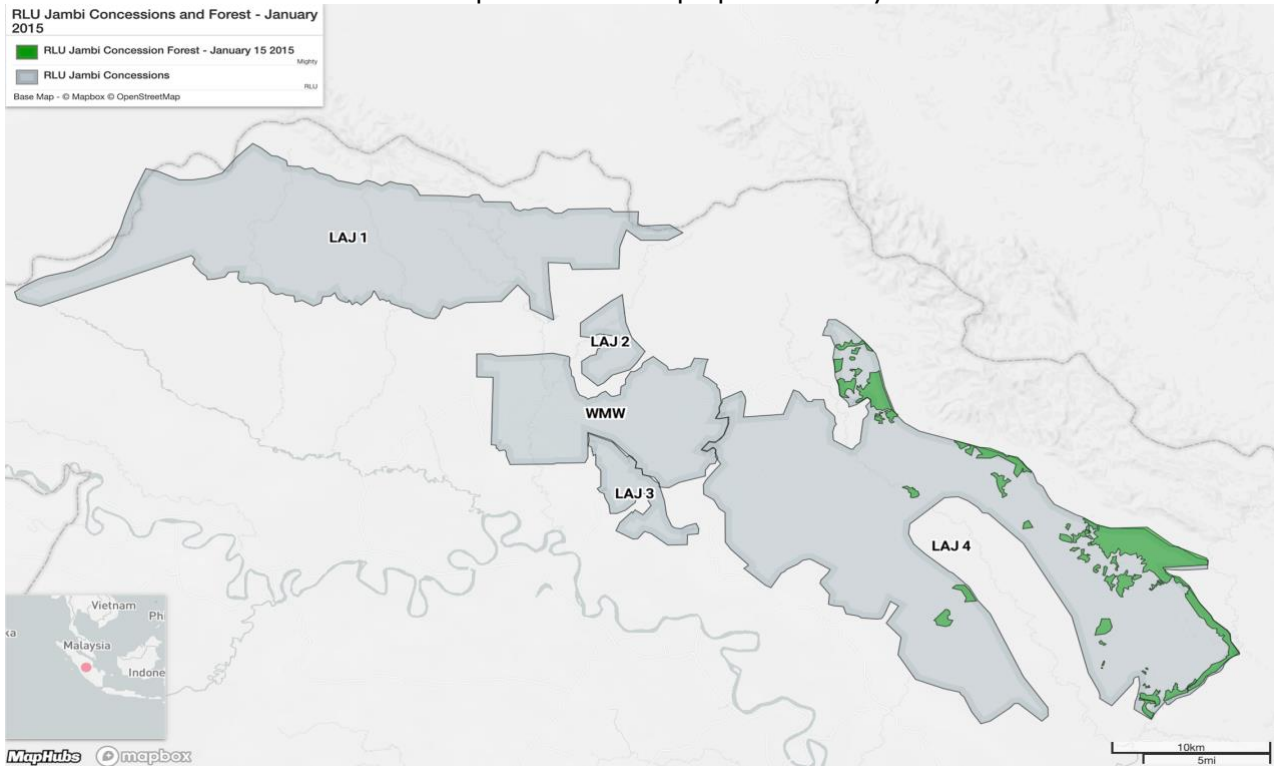 RLU Jambi Concessions and Forest - January
2015
RLU Jambi Concession Forest - January 15 2015
Mighty
RLU Jambi Concessions
RLU
Base Map - © Mapbox © OpenStreetMap
LAJ 1
LAJ 2
WMW
LAJ 3
LAJ 4
Vietnam
Ph
ka
Malaysia
Indone
MapHubs
mapbox
10km
5mi